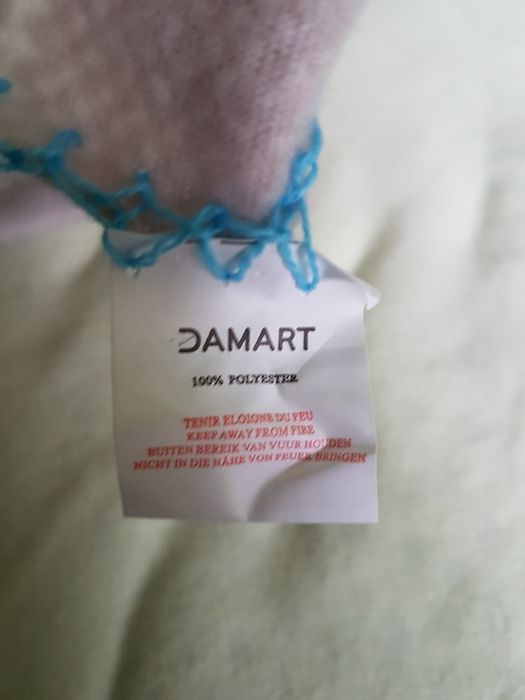 DAMART
100% POLYESTER
TENIR ELOIGNE DU FEU
KEEP AWAY FROM FIRE
BUITEN BEREIK VAN VUUR HOUDEN
NICHT IN DIE NÄHE VON FEUER BRINGEN